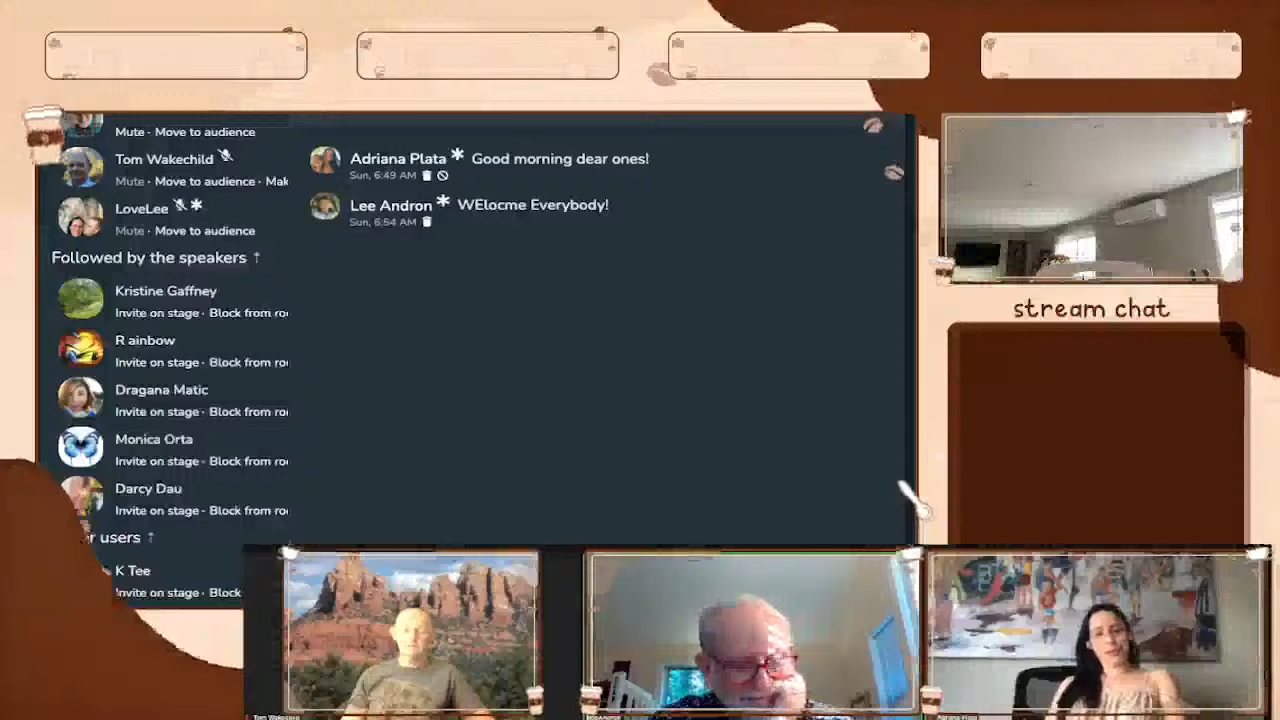 Mute · Move to audience
Tom Wakechild
Mute · Move to audience · Mak
LoveLee
Mute · Move to audience
Followed by the speakers ↑
Kristine Gaffney
Invite on stage · Block from ro
R ainbow
Invite on stage · Block from ro
Dragana Matic
Invite on stage · Block from ro
Monica Orta
Invite on stage · Block from ro
Darcy Dau
Invite on stage · Block from ro
r users ↑
K Tee
Invite on stage · Block
Adriana Plata * Good morning dear ones!
Sun, 6:49 AM
Lee Andron * WElocme Everybody!
Sun, 6:54 AM
stream chat
Tom Wakechild
Adriana Plata